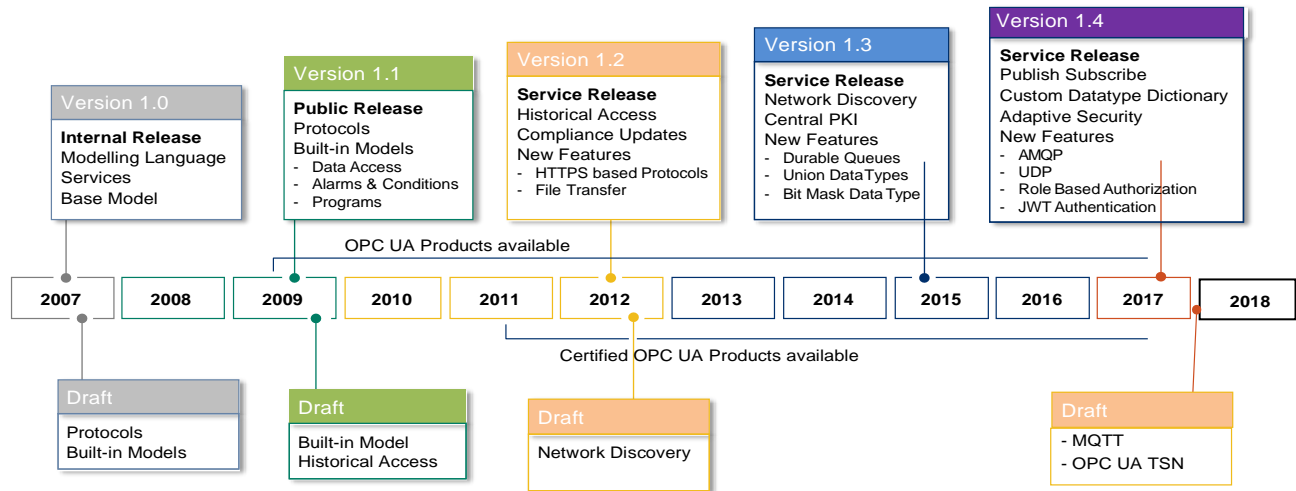 Version 1.0
Internal Release
Modelling Language
Services
Base Model
Version 1.1
Public Release
Protocols
Built-in Models
- Data Access
- Alarms & Conditions
- Programs
Version 1.2
Service Release
Historical Access
Compliance Updates
New Features
- HTTPS based Protocols
- File Transfer
Version 1.3
Service Release
Network Discovery
Central PKI
New Features
- Durable Queues
- Union DataTypes
- Bit Mask Data Type
Version 1.4
Service Release
Publish Subscribe
Custom Datatype Dictionary
Adaptive Security
New Features
- AMQP
- UDP
- Role Based Authorization
- JWT Authentication
OPC UA Products available
2007
2008
2009
2010
2011
2012
2013
2014
2015
2016
2017
2018
Certified OPC UA Products available
Draft
Protocols
Built-in Models
Draft
Built-in Model
Historical Access
Draft
Network Discovery
Draft
- MQTT
- OPC UA TSN